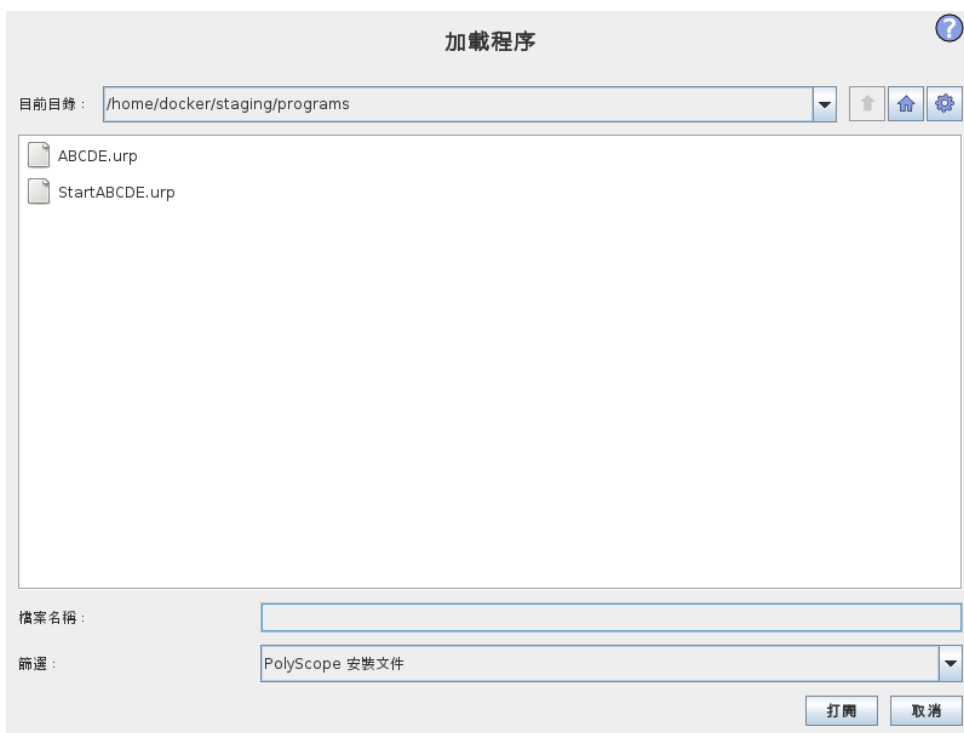 加載程序
?
目前目錄：
/home/docker/staging/programs
ABCDE.urp
StartABCDE.urp
檔案名稱：
篩選：
PolyScope 安裝文件
打開
取消